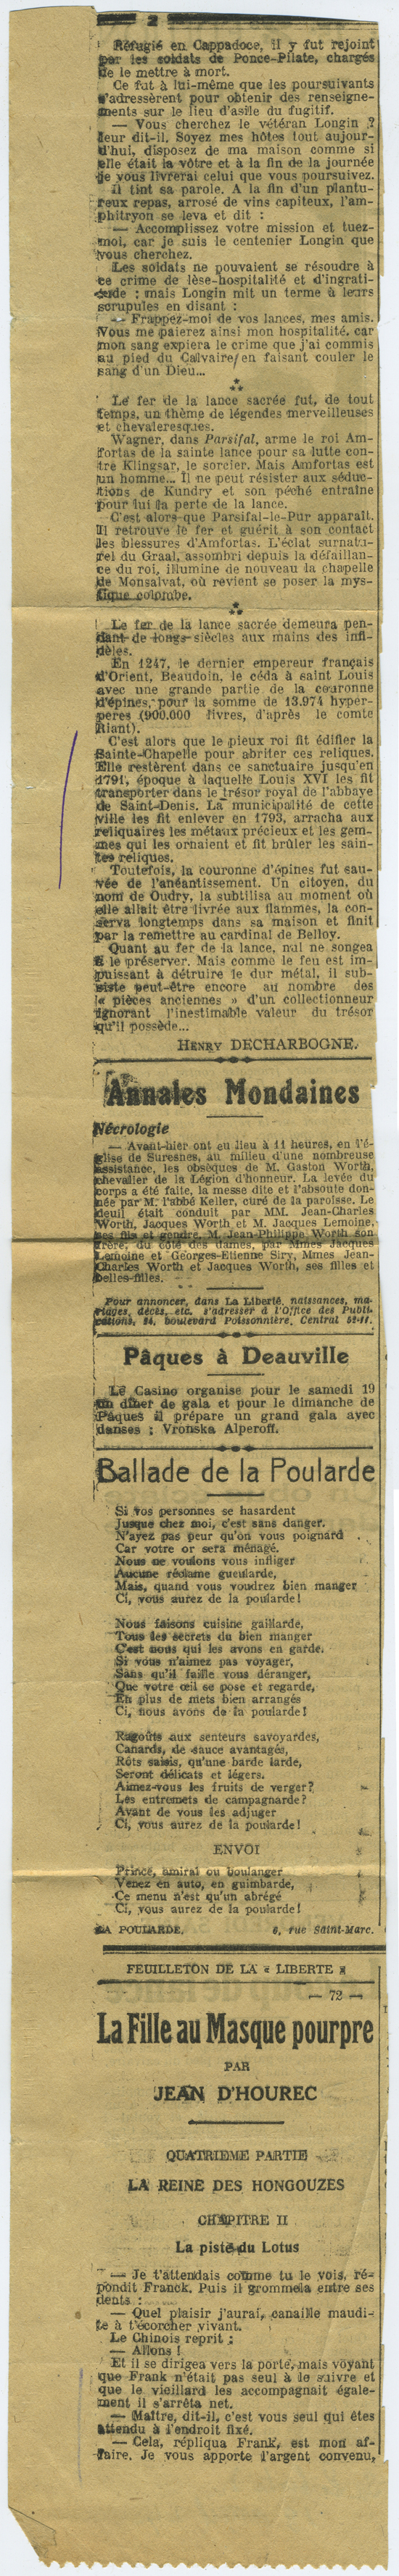 2
Réfugié en Cappadoce, il y fut rejoint
par les soldats de Ponce-Pilate, chargés
de le mettre à mort.
Ce fut à lui-même que les poursuivants
s'adressèrent pour obtenir des renseigne-
ments sur le lieu d'asile du fugitif.
— Vous cherchez le vétéran Longin ?
leur dit-il. Soyez mes hôtes tout aujour-
d'hui, disposez de ma maison comme si
elle était la vôtre et à la fin de la journée
je vous livrerai celui que vous poursuivez.
Il tint sa parole. A la fin d'un plantu-
reux repas, arrosé de vins capiteux, l'am-
phitryon se leva et dit :
— Accomplissez votre mission et tuez-
moi, car je suis le centenier Longin que
vous cherchez.
Les soldats ne pouvaient se résoudre à
ce crime de lèse-hospitalité et d'ingrati-
tude ; mais Longin mit un terme à leurs
scrupules en disant :
— Frappez-moi de vos lances, mes amis.
Vous me paierez ainsi mon hospitalité, car
mon sang expiera le crime que j'ai commis
au pied du Calvaire en faisant couler le
sang d'un Dieu...
⁂
Le fer de la lance sacrée fut, de tout
temps, un thème de légendes merveilleuses
et chevaleresques.
Wagner, dans Parsifal, arme le roi Am-
fortas de la sainte lance pour sa lutte con-
tre Klingsar, le sorcier. Mais Amfortas est
un homme... Il ne peut résister aux séduc-
tions de Kundry et son péché entraîne
pour lui la perte de la lance.
C'est alors que Parsifal-le-Pur apparaît.
Il retrouve le fer et guérit à son contact
les blessures d'Amfortas. L'éclat surnatu-
rel du Graal, assombri depuis la défaillan-
ce du roi, illumine de nouveau la chapelle
de Monsalvat, où revient se poser la mys-
tique colombe.
⁂
Le fer de la lance sacrée demeura pen-
dant de longs siècles aux mains des infi-
dèles.
En 1247, le dernier empereur français
d'Orient, Beaudoin, le céda à saint Louis
avec une grande partie de la couronne
d'épines, pour la somme de 13.974 hyper-
peres (900.000 livres, d'après le comte
Riant).
C'est alors que le pieux roi fit édifier la
Sainte-Chapelle pour abriter ces reliques.
Elle restèrent dans ce sanctuaire jusqu'en
1791, époque à laquelle Louis XVI les fit
transporter dans le trésor royal de l'abbaye
de Saint-Denis. La municipalité de cette
ville les fit enlever en 1793, arracha aux
reliquaires les métaux précieux et les gem-
mes qui les ornaient et fit brûler les sain-
tes reliques.
Toutefois, la couronne d'épines fut sau-
vée de l'anéantissement. Un citoyen, du
nom de Oudry, la subtilisa au moment où
elle allait être livrée aux flammes, la con-
serva longtemps dans sa maison et finit
par la remettre au cardinal de Belloy.
Quant au fer de la lance, nul ne songea
à le préserver. Mais comme le feu est im-
puissant à détruire le dur métal, il sub-
siste peut-être encore au nombre des
« pièces anciennes » d'un collectionneur
ignorant l'inestimable valeur du trésor
qu'il possède...
HENRY DECHARBOGNE.
Annales Mondaines
Nécrologie
— Avant-hier ont eu lieu à 11 heures, en l'é-
glise de Suresnes, au milieu d'une nombreuse
assistance, les obsèques de M. Gaston Worth,
chevalier de la Légion d'honneur. La levée du
corps a été faite, la messe dite et l'absoute don-
née par M. l'abbé Keller, curé de la paroisse. Le
deuil était conduit par MM. Jean-Charles
Worth, Jacques Worth et M. Jacques Lemoine,
ses fils et gendre, M. Jean-Philippe Worth son
frère, du côté des dames, par Mmes Jacques
Lemoine et Georges-Etienne Siry, Mmes Jean-
Charles Worth et Jacques Worth, ses filles et
belles-filles.
Pour annoncer, dans La Liberté, naissances, ma-
riages, décès, etc. s'adresser à l'Office des Publi-
cations, 24, boulevard Poissonnière. Central 52-11.
Pâques à Deauville
Le Casino organise pour le samedi 19
un dîner de gala et pour le dimanche de
Pâques il prépare un grand gala avec
danses : Vronska Alperoff.
Ballade de la Poularde
Si vos personnes se hasardent
Jusque chez moi, c'est sans danger.
N'ayez pas peur qu'on vous poignard
Car votre or sera ménagé.
Nous ne voulons vous infliger
Aucune réclame gueularde,
Mais, quand vous voudrez bien manger
Ci, vous aurez de la poularde !
Nous faisons cuisine gaillarde,
Tous les secrets du bien manger
C'est nous qui les avons en garde.
Si vous n'aimez pas voyager,
Sans qu'il faille vous déranger,
Que votre œil se pose et regarde,
En plus de mets bien arrangés
Ci, nous avons de la poularde !
Ragoûts aux senteurs savoyardes,
Canards, de sauce avantagés,
Rôts saisis, qu'une barde larde,
Seront délicats et légers.
Aimez-vous les fruits de verger ?
Les entremets de campagnarde ?
Avant de vous les adjuger
Ci, vous aurez de la poularde !
ENVOI
Prince, amiral ou boulanger
Venez en auto, en guimbarde,
Ce menu n'est qu'un abrégé
Ci, vous aurez de la poularde !
LA POULARDE. 6, rue Saint-Marc.
FEUILLETON DE LA « LIBERTE »
— 72 —
La Fille au Masque pourpre
PAR
JEAN D'HOUREC
QUATRIEME PARTIE
LA REINE DES HONGOUZES
CHAPITRE II
La piste du Lotus
— Je t'attendais comme tu le vois, ré-
pondit Franck. Puis il grommela entre ses
dents :
— Quel plaisir j'aurai, canaille maudi-
te à t'écorcher vivant.
Le Chinois reprit :
— Allons !
Et il se dirigea vers la porte, mais voyant
que Frank n'était pas seul à le suivre et
que le vieillard les accompagnait égale-
ment il s'arrêta net.
— Maître, dit-il, c'est vous seul qui êtes
attendu à l'endroit fixé.
— Cela, répliqua Frank, est mon af-
faire. Je vous apporte l'argent convenu,